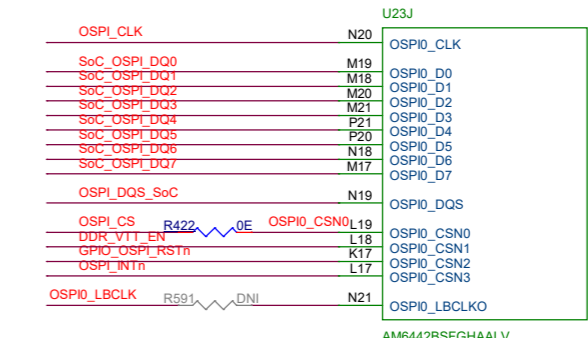 U23J
OSPI_CLK N20 OSPI0_CLK
SoC_OSPI_DQ0 M19 OSPI0_D0
SoC_OSPI_DQ1 M18 OSPI0_D1
SoC_OSPI_DQ2 M20 OSPI0_D2
SoC_OSPI_DQ3 M21 OSPI0_D3
SoC_OSPI_DQ4 P21 OSPI0_D4
SoC_OSPI_DQ5 P20 OSPI0_D5
SoC_OSPI_DQ6 N18 OSPI0_D6
SoC_OSPI_DQ7 M17 OSPI0_D7
OSPI_DQS_SoC N19 OSPI0_DQS
OSPI_CS R422 0E OSPI0_CSN0 L19 OSPI0_CSN0
DDR_VTT_EN L18 OSPI0_CSN1
GPIO_OSPI_RSTn K17 OSPI0_CSN2
OSPI_INTn L17 OSPI0_CSN3
OSPI0_LBCLK R591 DNI N21 OSPI0_LBCLKO
AM6442BSFGHAALV